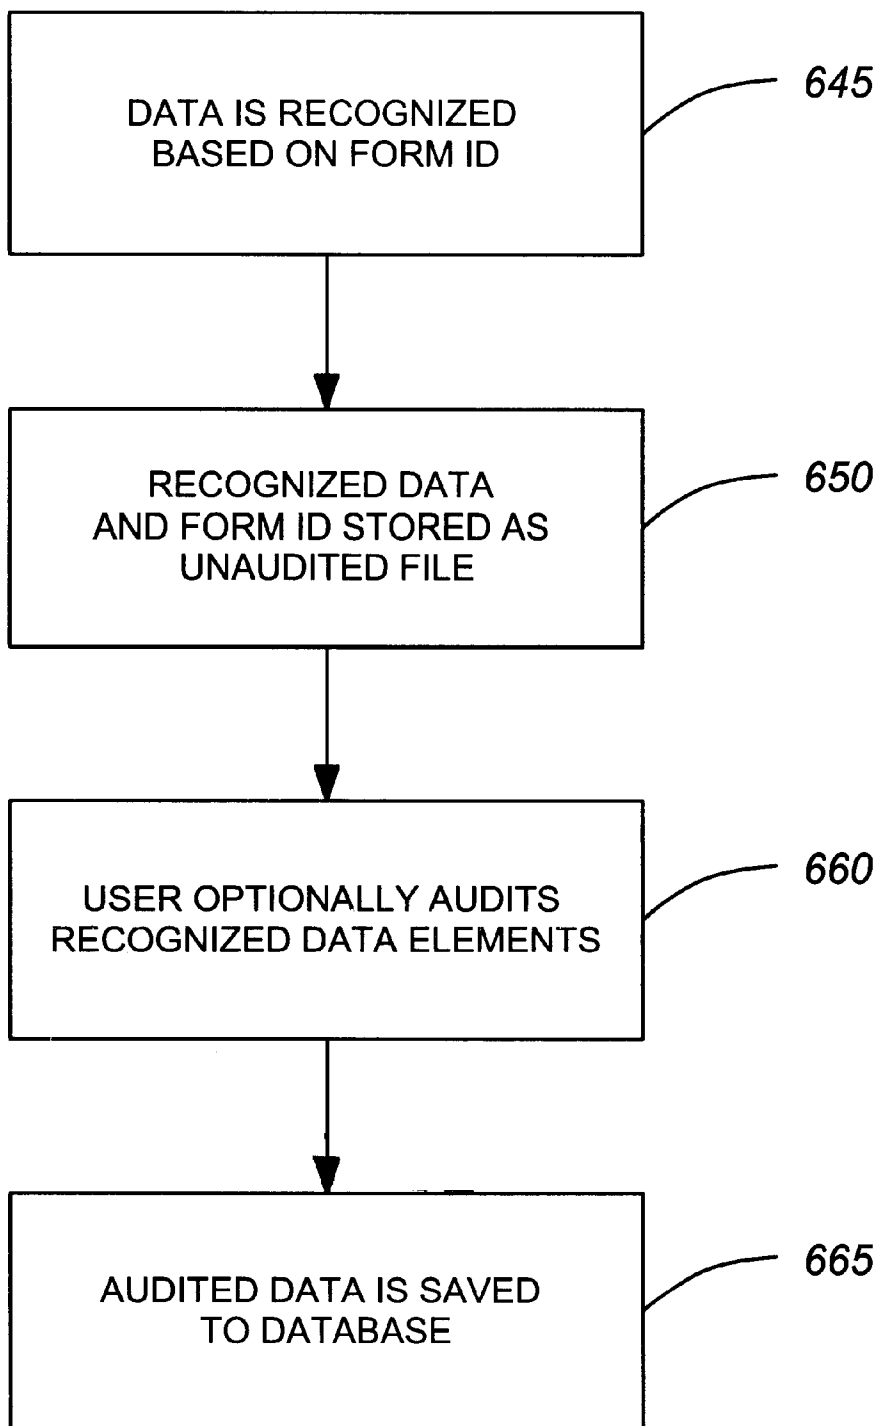 645
DATA IS RECOGNIZED
BASED ON FORM ID
650
RECOGNIZED DATA
AND FORM ID STORED AS
UNAUDITED FILE
660
USER OPTIONALLY AUDITS
RECOGNIZED DATA ELEMENTS
665
AUDITED DATA IS SAVED
TO DATABASE